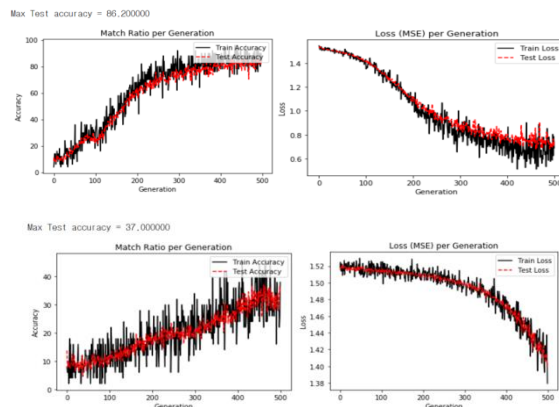 Max Test accuracy = 86.200000
Match Ratio per Generation
Train Accuracy
Test Accuracy
Accuracy
100
80
60
40
20
0
0 100 200 300 400 500
Generation
Loss (MSE) per Generation
Train Loss
Test Loss
Loss
1.4
1.2
1.0
0.8
0.6
0 100 200 300 400 500
Generation
Max Test accuracy = 37.000000
Match Ratio per Generation
Train Accuracy
Test Accuracy
Accuracy
40
30
20
10
0
0 100 200 300 400 500
Generation
Loss (MSE) per Generation
Train Loss
Test Loss
Loss
1.52
1.50
1.48
1.46
1.44
1.42
1.40
1.38
0 100 200 300 400 500
Generation